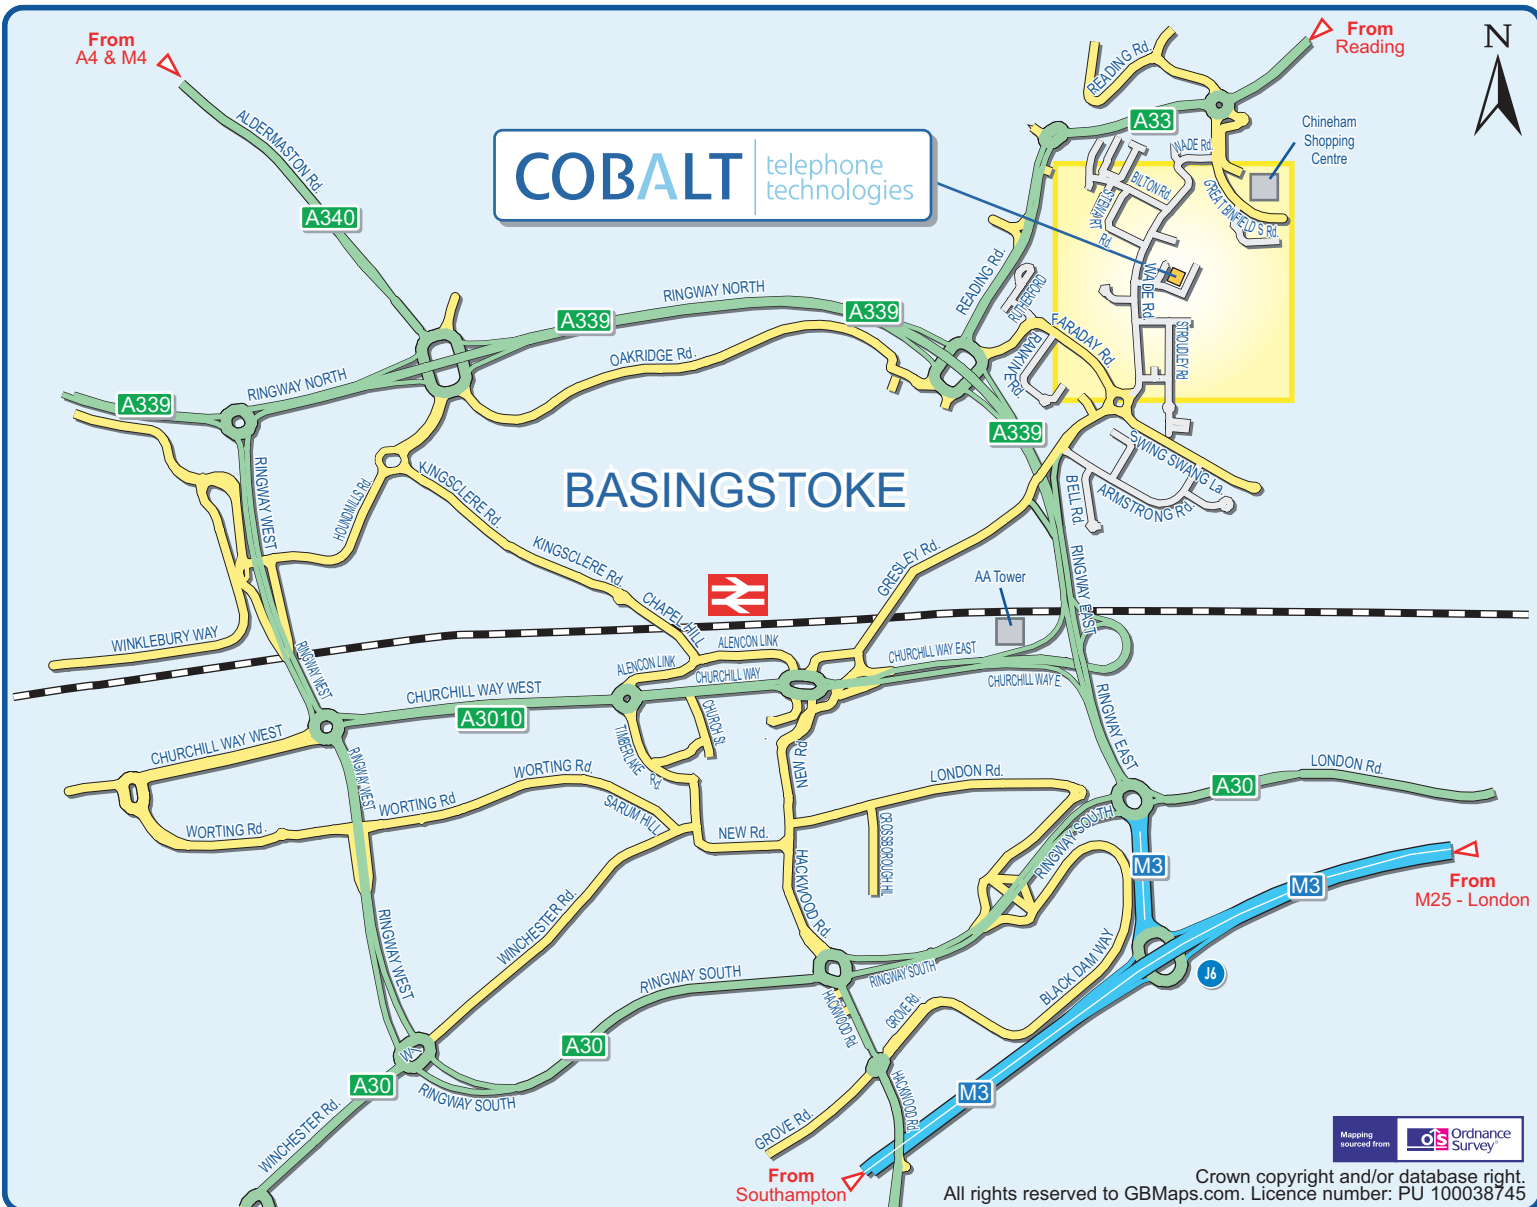 From
A4 & M4
From
Reading
N
READING Rd.
A33
Chineham
Shopping
Centre
ALDERMASTON Rd.
A340
COBALT
telephone
technologies
WADE Rd.
BILTON Rd.
STEWART
Rd.
GREAT BINFIELDS Rd.
READING Rd.
RUTHERFORD
WADE Rd.
FARADAY Rd.
RANKINE Rd.
STROUDLEY Rd
RINGWAY NORTH
A339
A339
OAKRIDGE Rd.
RINGWAY NORTH
A339
A339
SWING SWANG La.
ARMSTRONG Rd.
BELL Rd.
BASINGSTOKE
RINGWAY WEST
HOUNDMILLS Rd.
KINGSCLERE Rd.
KINGSCLERE Rd.
CHAPEL HILL
GRESLEY Rd.
AA Tower
RINGWAY EAST
WINKLEBURY WAY
RINGWAY WEST
ALENCON LINK
ALENCON LINK
CHURCHILL WAY
CHURCHILL WAY EAST
CHURCHILL WAY E.
CHURCHILL WAY WEST
A3010
CHURCHILL WAY WEST
CHURCH St.
TIMBERLAKE
Rd.
NEW Rd
RINGWAY EAST
RINGWAY WEST
WORTING Rd.
WORTING Rd
WORTING Rd.
SARUM HILL
NEW Rd.
LONDON Rd.
A30
LONDON Rd.
RINGWAY SOUTH
M3
M3
From
M25 - London
HACKWOOD Rd.
WINCHESTER Rd.
RINGWAY WEST
RINGWAY SOUTH
RINGWAY SOUTH
BLACK DAM WAY
J6
HACKWOOD Rd
GROVE Rd.
A30
A30
RINGWAY SOUTH
WINCHESTER Rd.
HACKWOOD Rd.
GROVE Rd.
M3
From
Southampton
Mapping
sourced from
Ordnance
Survey
Crown copyright and/or database right.
All rights reserved to GBMaps.com. Licence number: PU 100038745